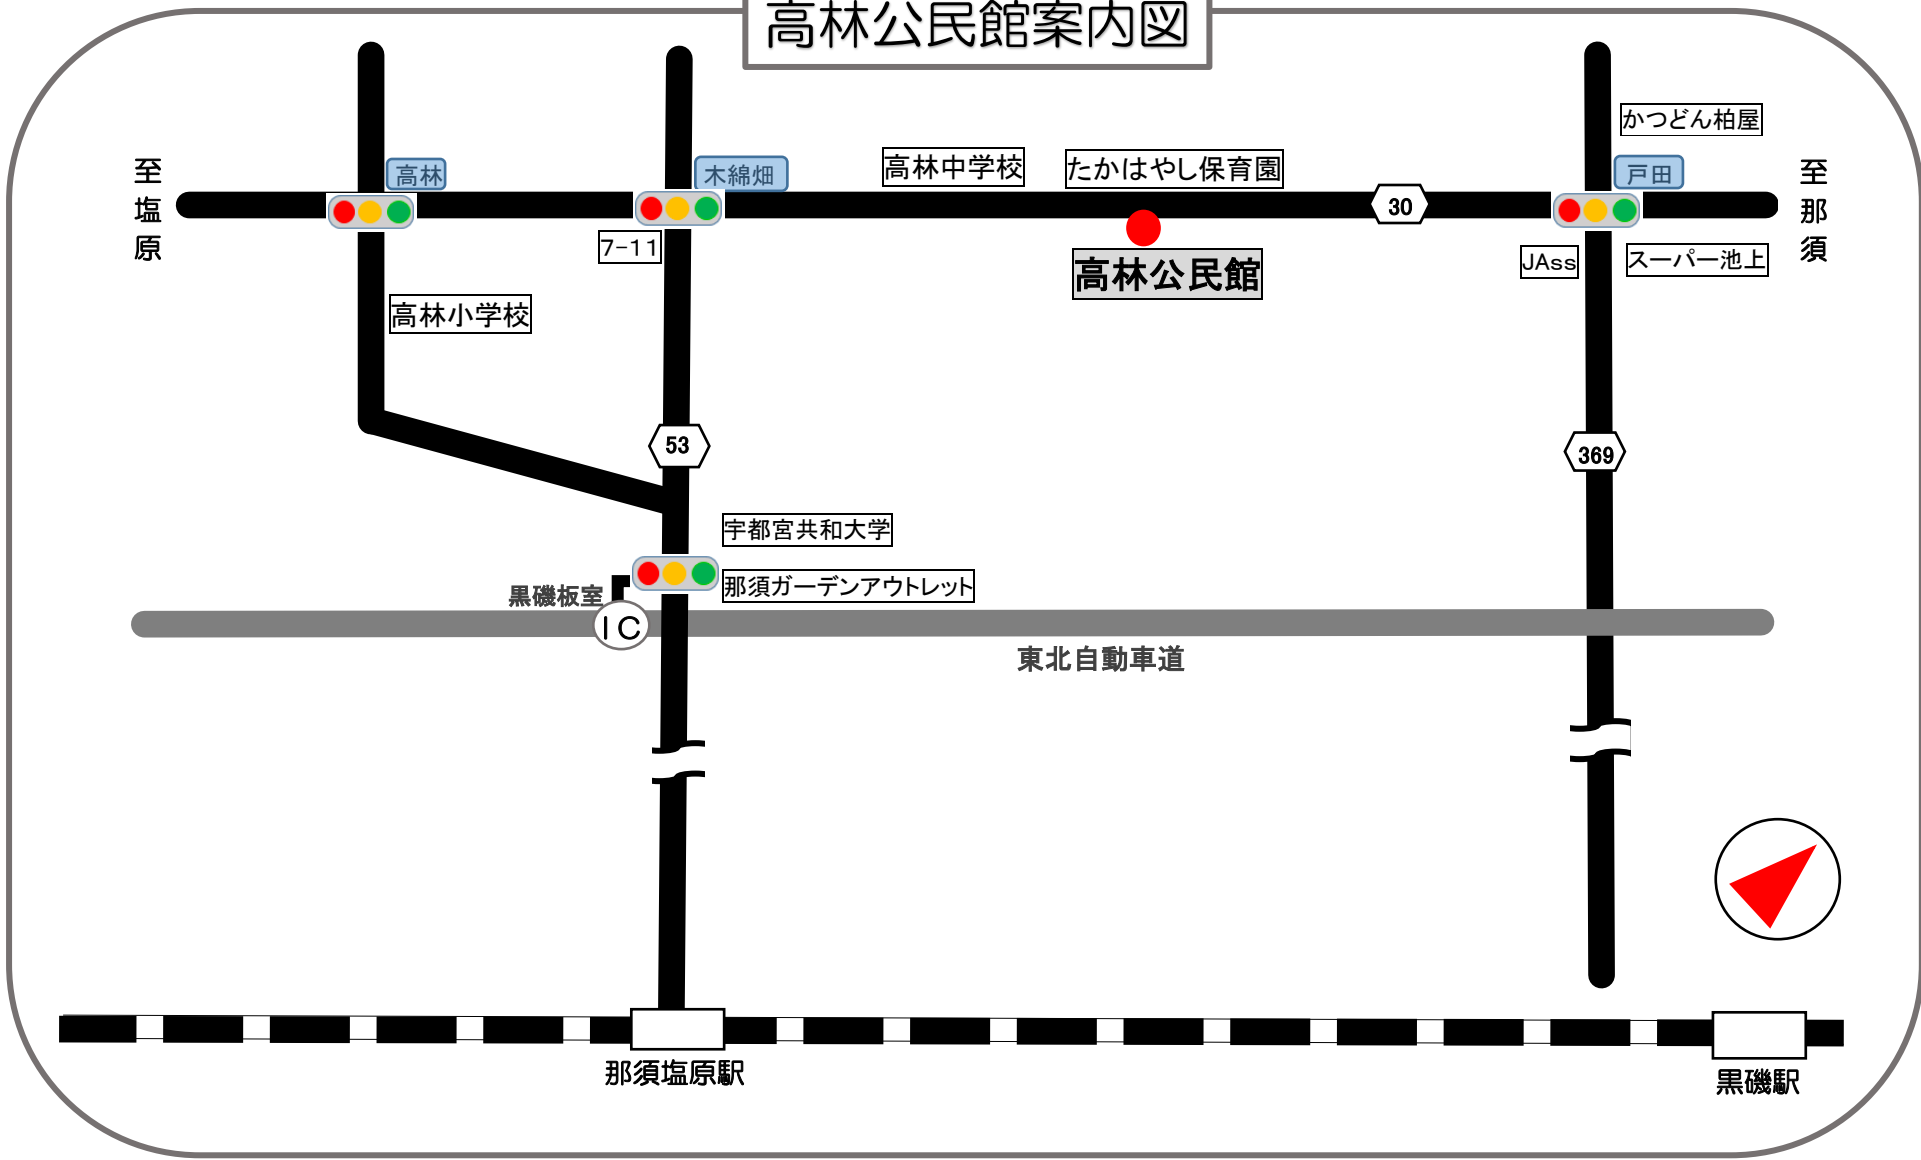 高林公民館案内図
かつどん柏屋
至塩原
高林
木綿畑
高林中学校
たかはやし保育園
戸田
至那須
30
7-11
高林公民館
JAss
スーパー池上
高林小学校
53
369
宇都宮共和大学
那須ガーデンアウトレット
黒磯板室
IC
東北自動車道
那須塩原駅
黒磯駅